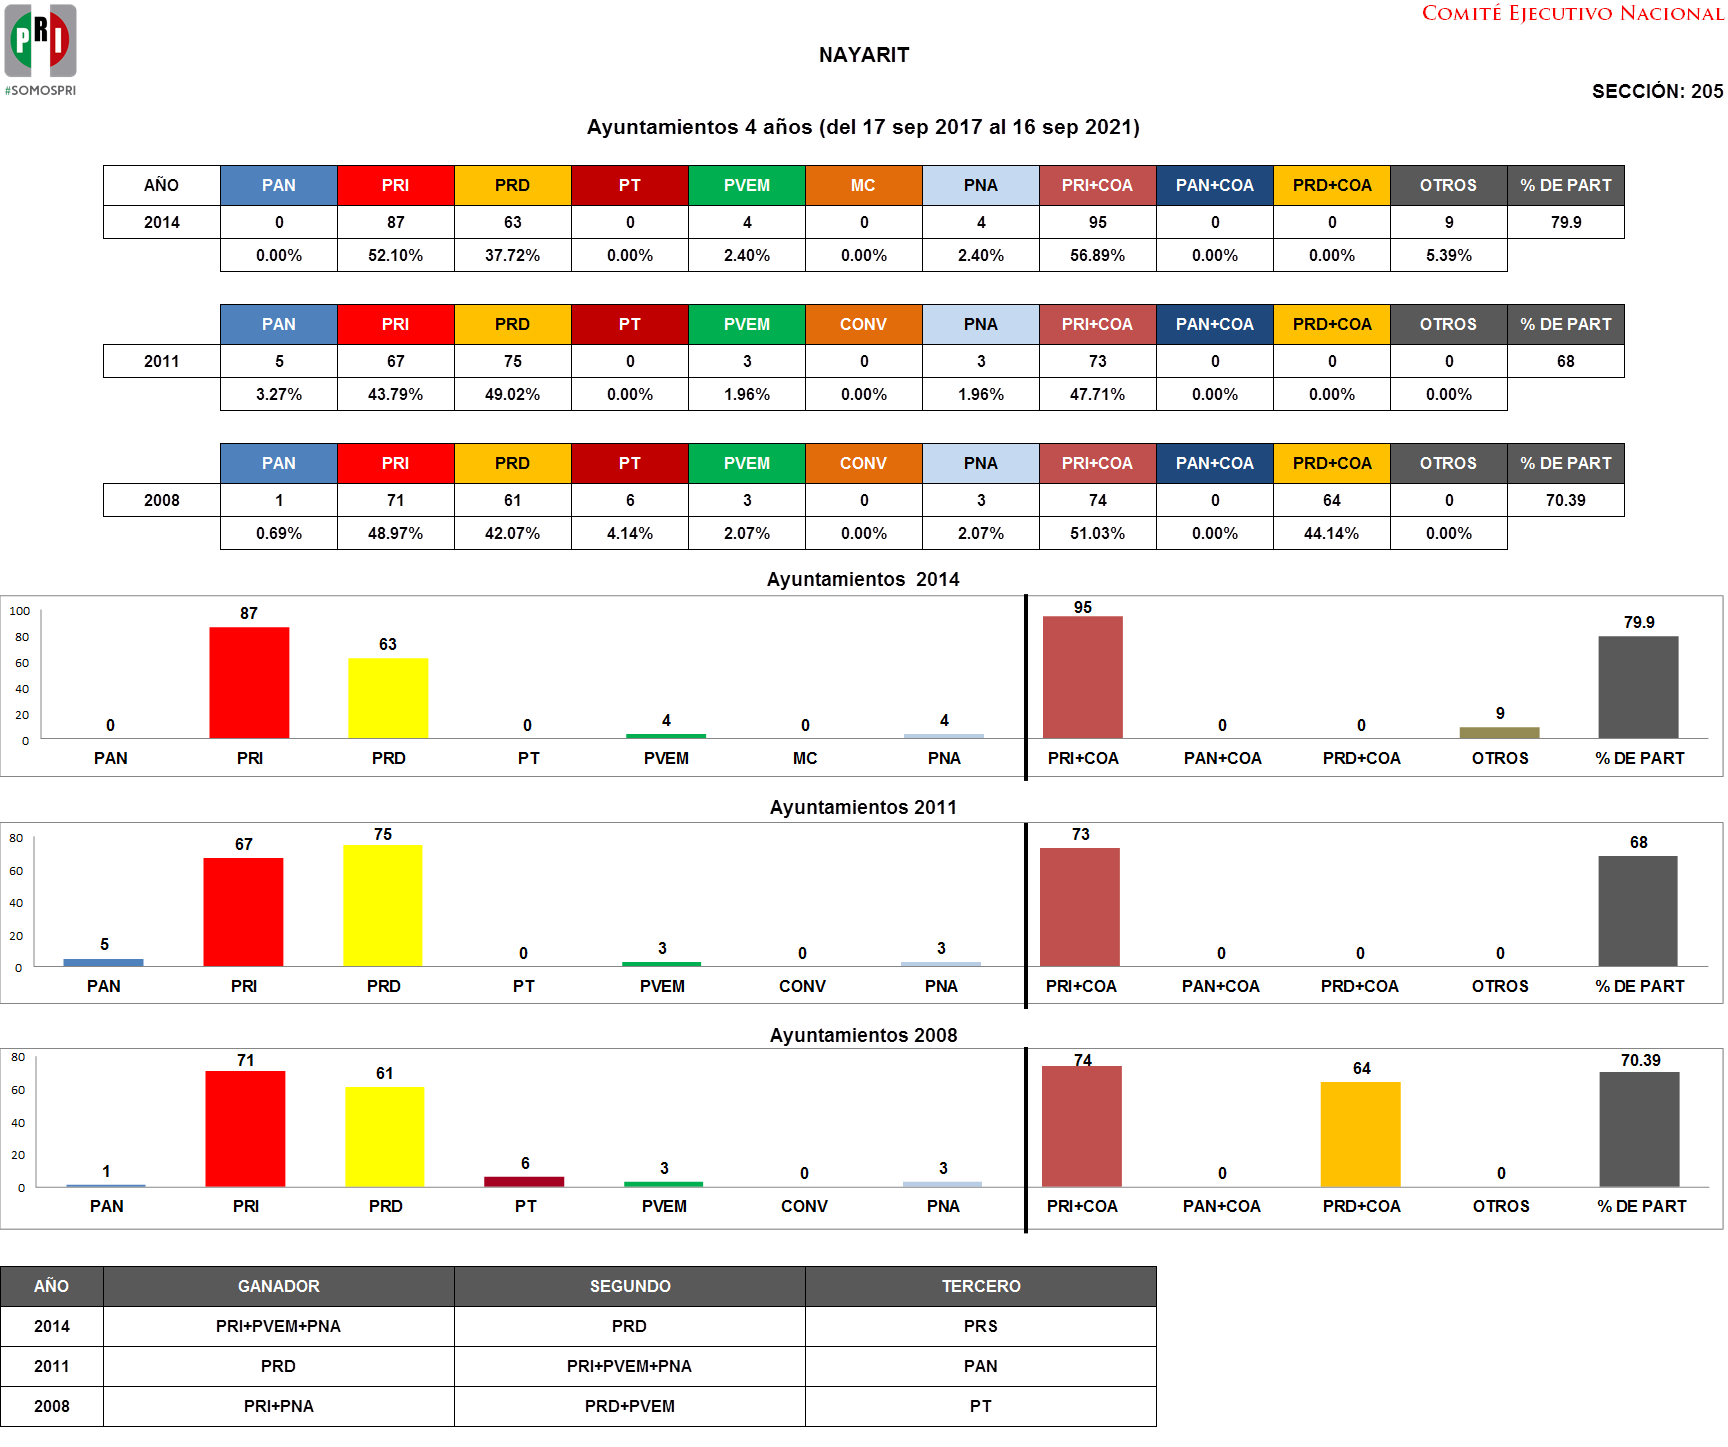 PRI
#SOMOSPRI
COMITÉ EJECUTIVO NACIONAL
NAYARIT
SECCIÓN: 205
Ayuntamientos 4 años (del 17 sep 2017 al 16 sep 2021)
AÑO PAN PRI PRD PT PVEM MC PNA PRI+COA PAN+COA PRD+COA OTROS % DE PART
2014 0 87 63 0 4 0 4 95 0 0 9 79.9
0.00% 52.10% 37.72% 0.00% 2.40% 0.00% 2.40% 56.89% 0.00% 0.00% 5.39%
PAN PRI PRD PT PVEM CONV PNA PRI+COA PAN+COA PRD+COA OTROS % DE PART
2011 5 67 75 0 3 0 3 73 0 0 0 68
3.27% 43.79% 49.02% 0.00% 1.96% 0.00% 1.96% 47.71% 0.00% 0.00% 0.00%
PAN PRI PRD PT PVEM CONV PNA PRI+COA PAN+COA PRD+COA OTROS % DE PART
2008 1 71 61 6 3 0 3 74 0 64 0 70.39
0.69% 48.97% 42.07% 4.14% 2.07% 0.00% 2.07% 51.03% 0.00% 44.14% 0.00%
Ayuntamientos 2014
100
80
60
40
20
0
0 87 63 0 4 0 4 95 0 0 9 79.9
PAN PRI PRD PT PVEM MC PNA PRI+COA PAN+COA PRD+COA OTROS % DE PART
Ayuntamientos 2011
80
60
40
20
0
5 67 75 0 3 0 3 73 0 0 0 68
PAN PRI PRD PT PVEM CONV PNA PRI+COA PAN+COA PRD+COA OTROS % DE PART
Ayuntamientos 2008
80
60
40
20
0
1 71 61 6 3 0 3 74 0 64 0 70.39
PAN PRI PRD PT PVEM CONV PNA PRI+COA PAN+COA PRD+COA OTROS % DE PART
AÑO GANADOR SEGUNDO TERCERO
2014 PRI+PVEM+PNA PRD PRS
2011 PRD PRI+PVEM+PNA PAN
2008 PRI+PNA PRD+PVEM PT